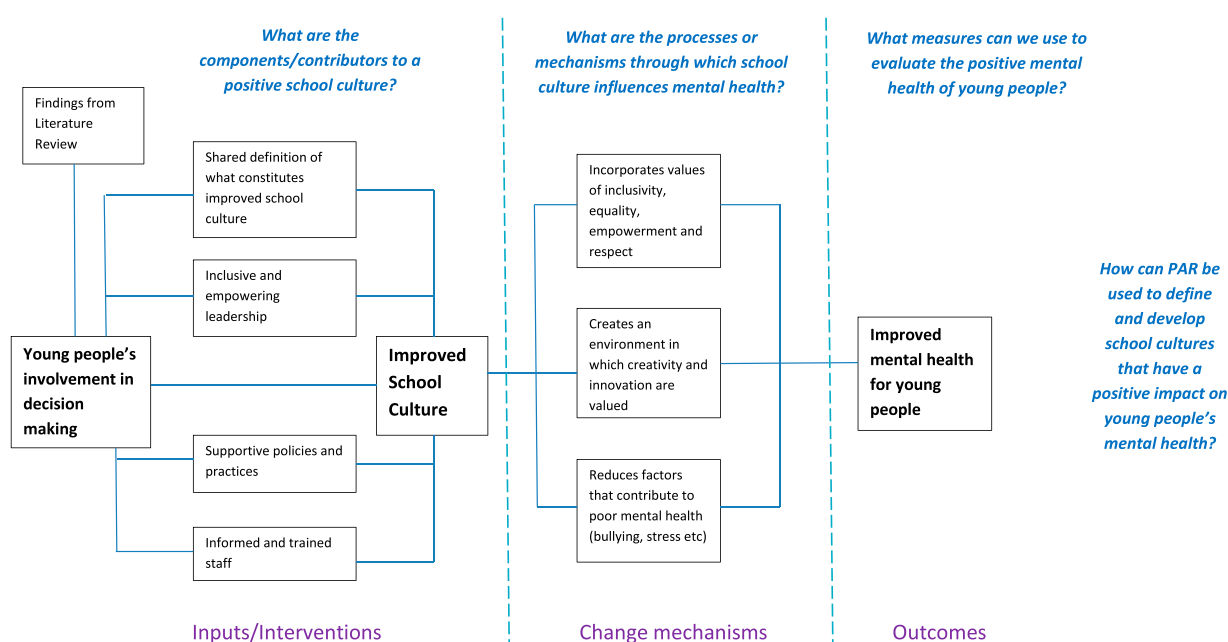 What are the
components/contributors to a
positive school culture?
What are the processes or
mechanisms through which school
culture influences mental health?
What measures can we use to
evaluate the positive mental
health of young people?
Findings from
Literature
Review
Shared definition of
what constitutes
improved school
culture
Inclusive and
empowering
leadership
Young people’s
involvement in
decision
making
Improved
School
Culture
Supportive policies and
practices
Informed and trained
staff
Incorporates values
of inclusivity,
equality,
empowerment and
respect
Creates an
environment in
which creativity and
innovation are
valued
Reduces factors
that contribute to
poor mental health
(bullying, stress etc)
Improved
mental health
for young
people
How can PAR be
used to define
and develop
school cultures
that have a
positive impact on
young people’s
mental health?
Inputs/Interventions
Change mechanisms
Outcomes